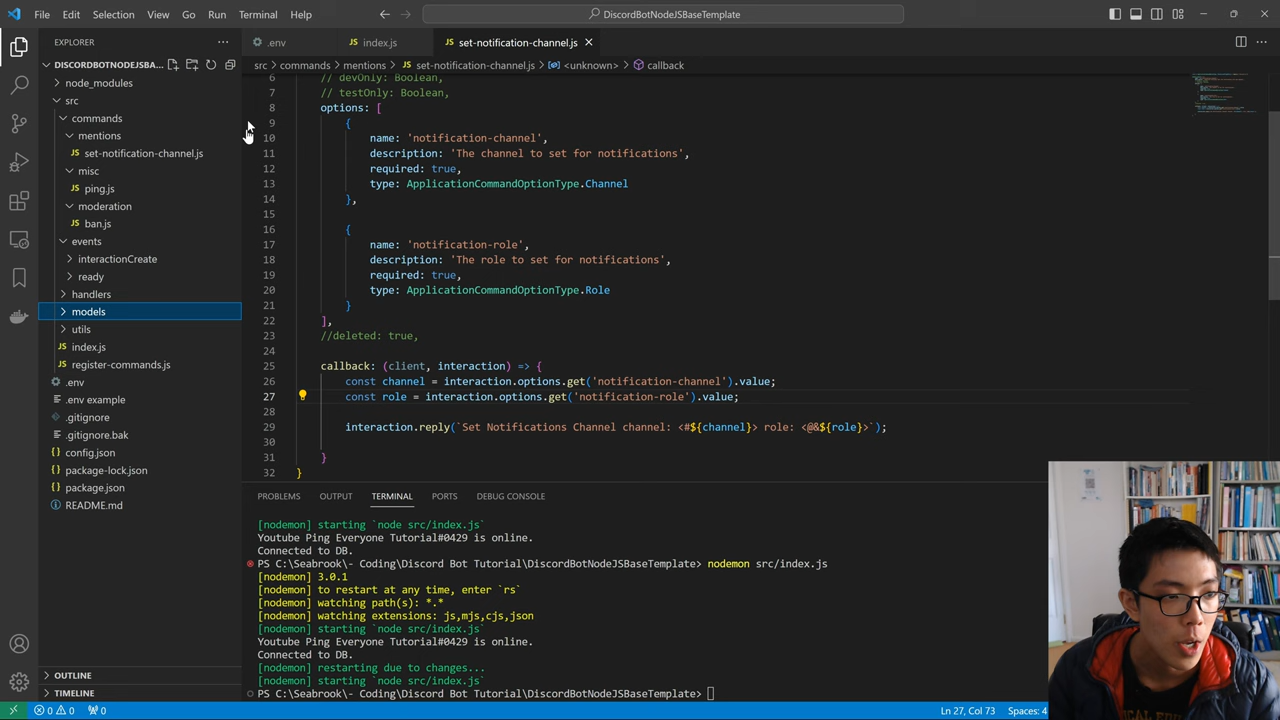 File Edit Selection View Go Run Terminal Help
DiscordBotNodeJSBaseTemplate
EXPLORER
.env
index.js
JS set-notification-channel.js
DISCORDBOTNODEJSBA...
src > commands > mentions > JS set-notification-channel.js > <unknown> > callback
node_modules
src
commands
mentions
JS set-notification-channel.js
misc
JS ping.js
moderation
JS ban.js
events
interactionCreate
ready
handlers
models
utils
JS index.js
JS register-commands.js
.env
.env example
.gitignore
.gitignore.bak
{} config.json
{} package-lock.json
{} package.json
README.md
OUTLINE
TIMELINE
6 // devOnly: Boolean,
7 // testOnly: Boolean,
8 options: [
9 {
10 name: 'notification-channel',
11 description: 'The channel to set for notifications',
12 required: true,
13 type: ApplicationCommandOptionType.Channel
14 },
15
16 {
17 name: 'notification-role',
18 description: 'The role to set for notifications',
19 required: true,
20 type: ApplicationCommandOptionType.Role
21 }
22 ],
23 //deleted: true,
24
25 callback: (client, interaction) => {
26 const channel = interaction.options.get('notification-channel').value;
27 const role = interaction.options.get('notification-role').value;
28
29 interaction.reply(`Set Notifications Channel channel: <#${channel}> role: <@&${role}>`);
30
31 }
32 }
PROBLEMS OUTPUT TERMINAL PORTS DEBUG CONSOLE
[nodemon] starting `node src/index.js`
Youtube Ping Everyone Tutorial#0429 is online.
Connected to DB.
PS C:\Seabrook\- Coding\Discord Bot Tutorial\DiscordBotNodeJSBaseTemplate> nodemon src/index.js
[nodemon] 3.0.1
[nodemon] to restart at any time, enter `rs`
[nodemon] watching path(s): *.*
[nodemon] watching extensions: js,mjs,cjs,json
[nodemon] starting `node src/index.js`
Youtube Ping Everyone Tutorial#0429 is online.
Connected to DB.
[nodemon] restarting due to changes...
[nodemon] starting `node src/index.js`
PS C:\Seabrook\- Coding\Discord Bot Tutorial\DiscordBotNodeJSBaseTemplate>
0 0 0 Ln 27, Col 73 Spaces: 4